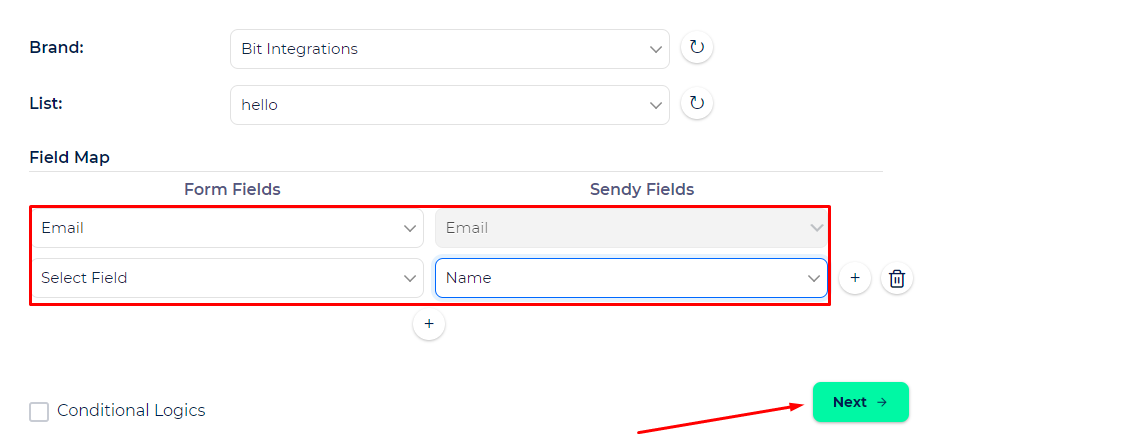 Brand: Bit Integrations
List: hello
Field Map
Form Fields Sendy Fields
Email Email
Select Field Name
Conditional Logics Next